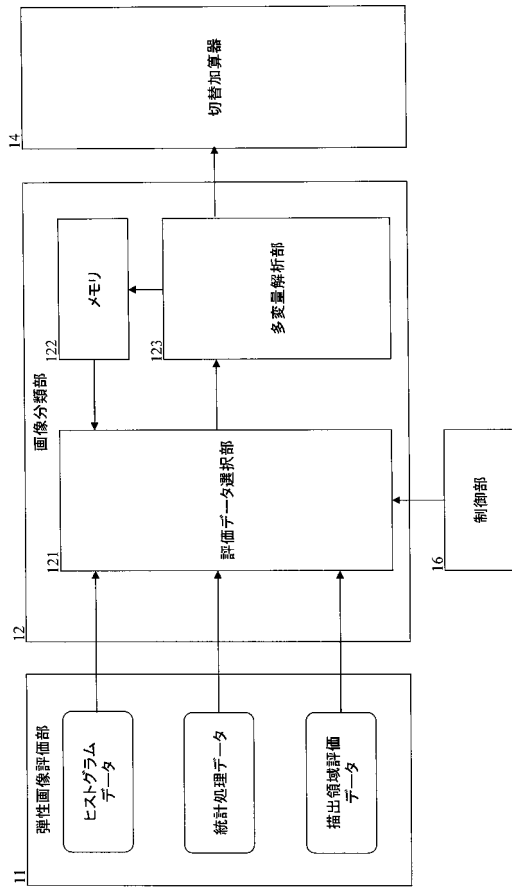 11
弾性画像評価部
ヒストグラム
データ
統計処理データ
描出領域評価
データ
12
画像分類部
121
評価データ選択部
122
メモリ
123
多変量解析部
14
切替加算器
16
制御部